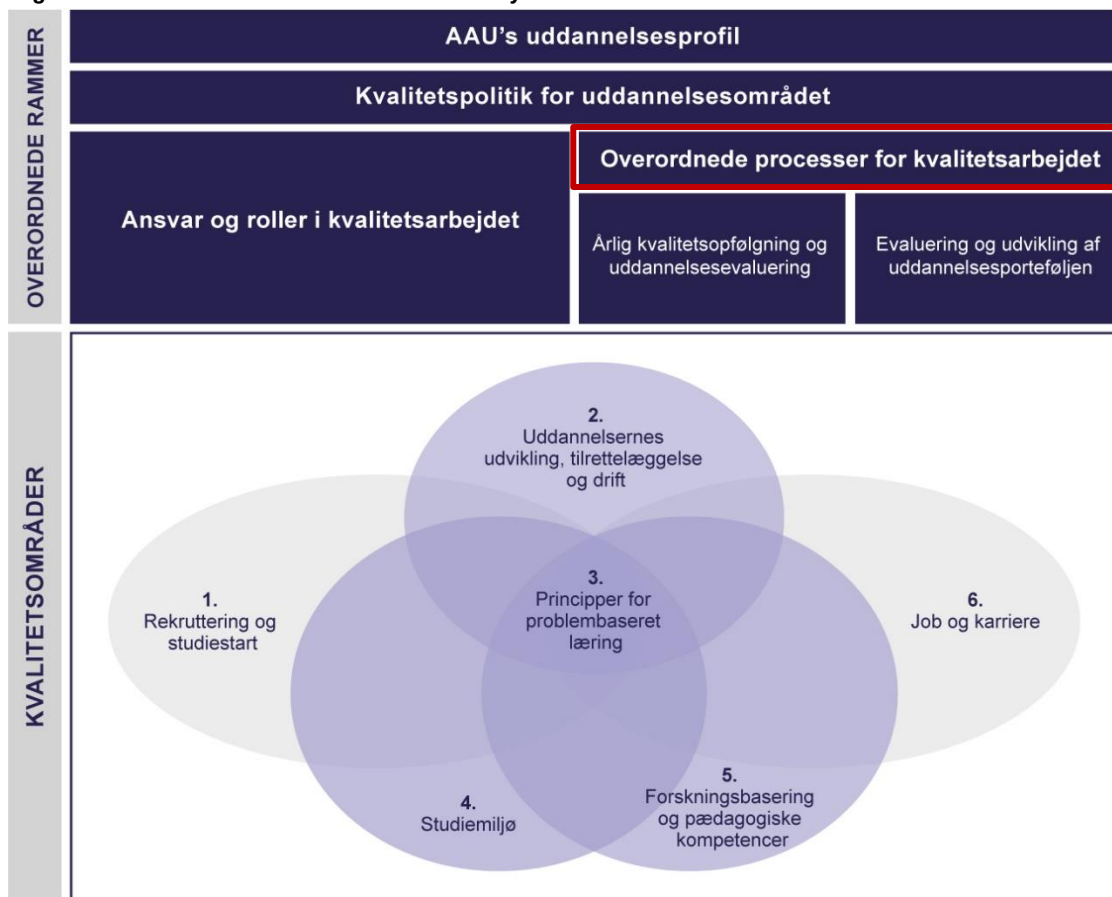 OVERORDNEDE RAMMER
AAU's uddannelsesprofil
Kvalitetspolitik for uddannelsesområdet
Ansvar og roller i kvalitetsarbejdet
Overordnede processer for kvalitetsarbejdet
Årlig kvalitetsopfølgning og
uddannelsesevaluering
Evaluering og udvikling af
uddannelsesporteføljen
KVALITETSOMRÅDER
1.
Rekruttering og
studiestart
2.
Uddannelsernes
udvikling, tilrettelæggelse
og drift
3.
Principper for
problembaseret
læring
4.
Studiemiljø
5.
Forskningsbasering
og pædagogiske
kompetencer
6.
Job og karriere